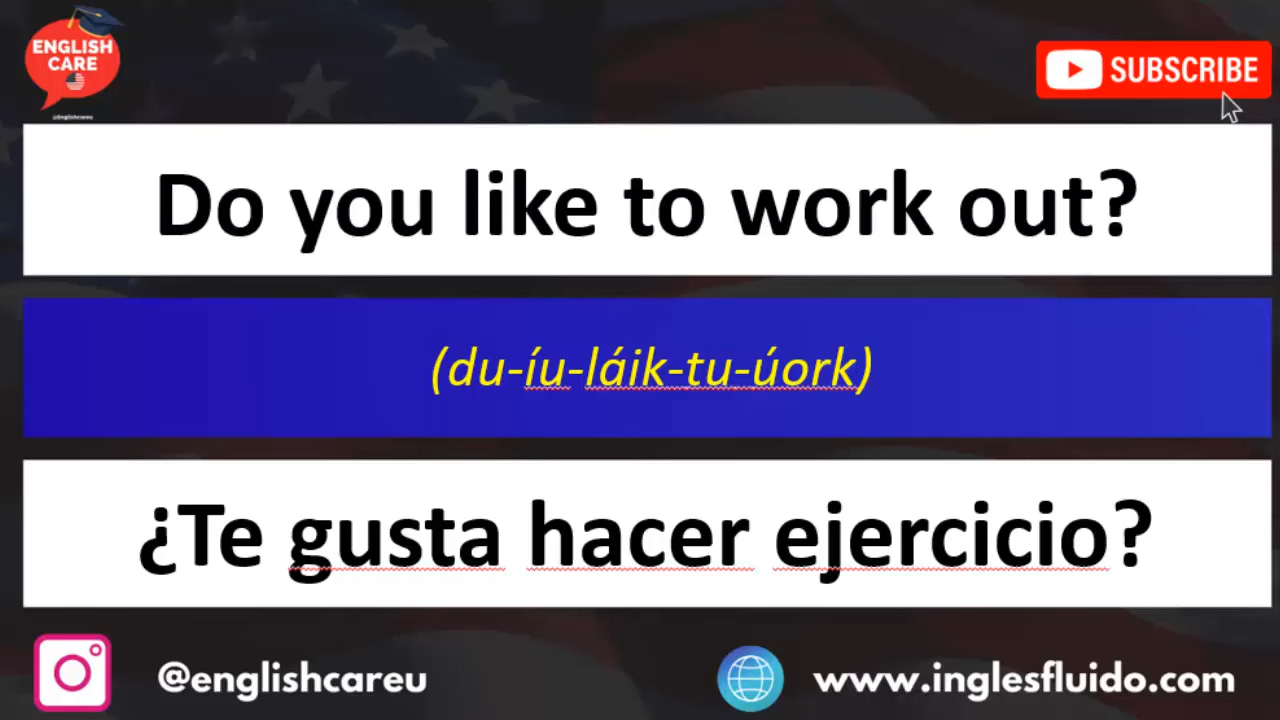 ENGLISH
CARE
@Englishcareu
SUBSCRIBE
Do you like to work out?
(du-íu-láik-tu-úork)
¿Te gusta hacer ejercicio?
@englishcareu
www.inglesfluido.com